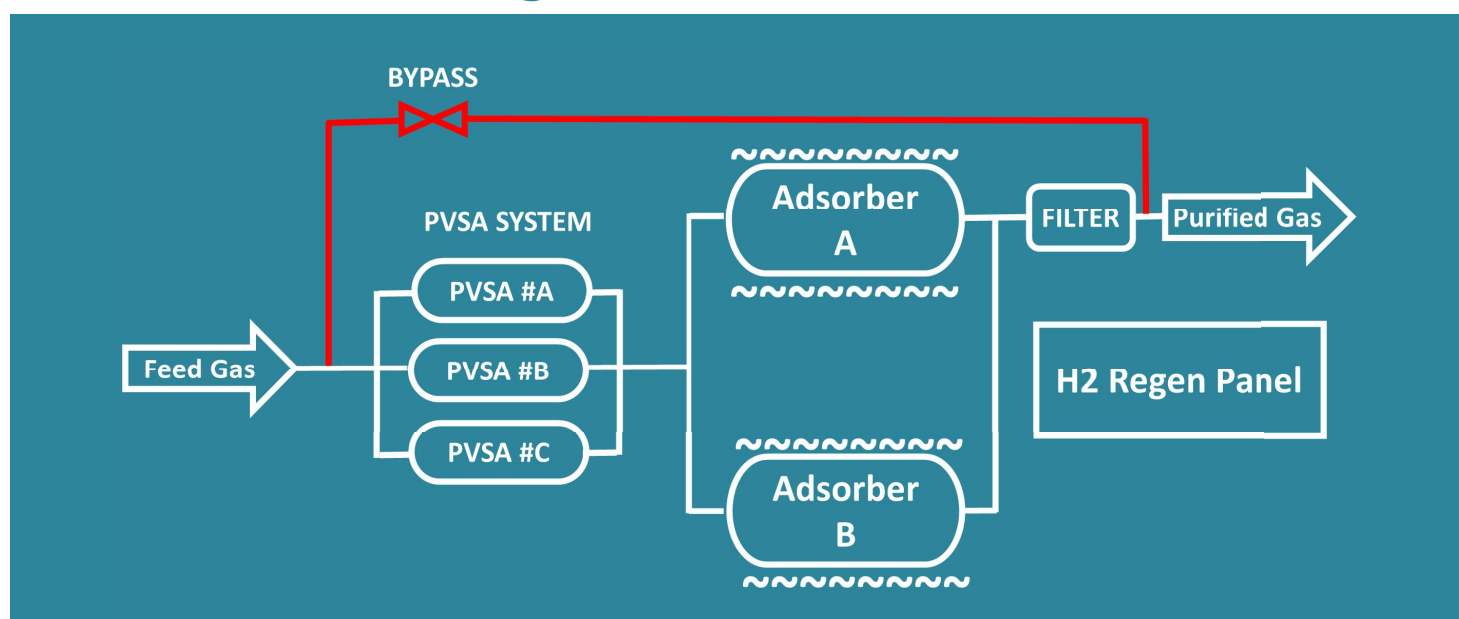 BYPASS
PVSA SYSTEM
Adsorber
A
FILTER
Purified Gas
PVSA #A
Feed Gas
PVSA #B
H2 Regen Panel
PVSA #C
Adsorber
B